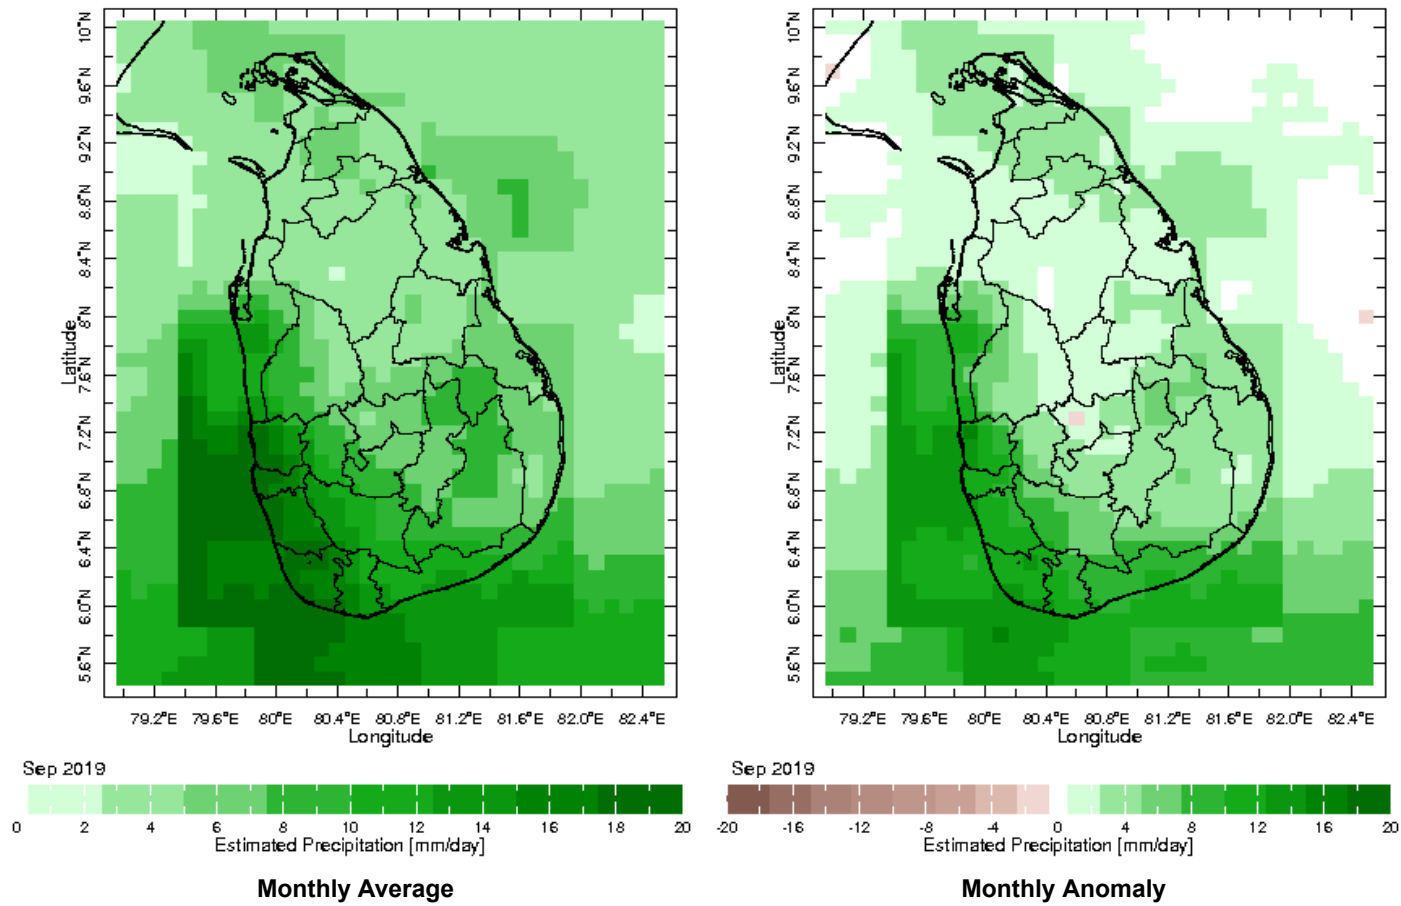 10°N
9.6°N
9.2°N
8.8°N
8.4°N
8°N
7.6°N
7.2°N
6.8°N
6.4°N
6.0°N
5.6°N
Latitude
79.2°E 79.6°E 80°E 80.4°E 80.8°E 81.2°E 81.6°E 82.0°E 82.4°E
Longitude
Sep 2019
0 2 4 6 8 10 12 14 16 18 20
Estimated Precipitation [mm/day]
Monthly Average
10°N
9.6°N
9.2°N
8.8°N
8.4°N
8°N
7.6°N
7.2°N
6.8°N
6.4°N
6.0°N
5.6°N
Latitude
79.2°E 79.6°E 80°E 80.4°E 80.8°E 81.2°E 81.6°E 82.0°E 82.4°E
Longitude
Sep 2019
-20 -16 -12 -8 -4 0 4 8 12 16 20
Estimated Precipitation [mm/day]
Monthly Anomaly